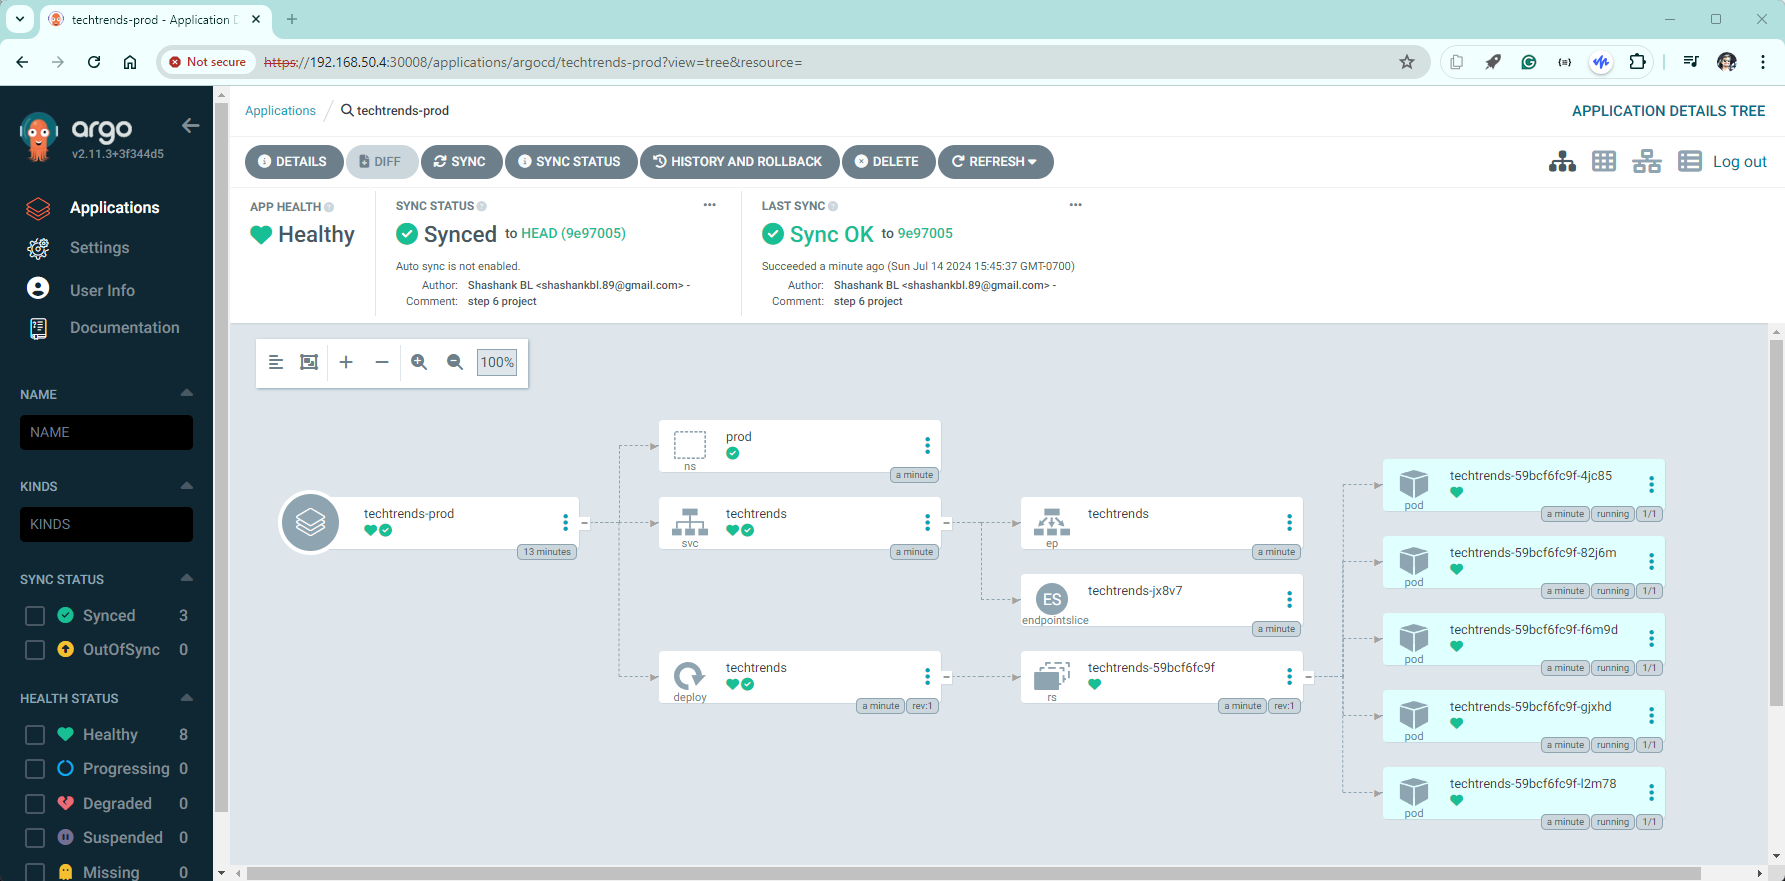 techtrends-prod - Application D
Not secure
https://192.168.50.4:30008/applications/argocd/techtrends-prod?view=tree&resource=
argo
v2.11.3+3f344d5
Applications
Settings
User Info
Documentation
NAME
NAME
KINDS
KINDS
SYNC STATUS
Synced 3
OutOfSync 0
HEALTH STATUS
Healthy 8
Progressing 0
Degraded 0
Suspended 0
Missing 0
Applications / techtrends-prod
APPLICATION DETAILS TREE
DETAILS
DIFF
SYNC
SYNC STATUS
HISTORY AND ROLLBACK
DELETE
REFRESH
Log out
APP HEALTH
Healthy
SYNC STATUS
Synced to HEAD (9e97005)
Auto sync is not enabled.
Author: Shashank BL <shashankbl.89@gmail.com> -
Comment: step 6 project
LAST SYNC
Sync OK to 9e97005
Succeeded a minute ago (Sun Jul 14 2024 15:45:37 GMT-0700)
Author: Shashank BL <shashankbl.89@gmail.com> -
Comment: step 6 project
100%
techtrends-prod
13 minutes
prod
ns
a minute
techtrends
svc
a minute
techtrends
deploy
a minute rev:1
techtrends
ep
a minute
ES
techtrends-jx8v7
endpointslice
a minute
techtrends-59bcf6fc9f
rs
a minute rev:1
techtrends-59bcf6fc9f-4jc85
pod
a minute running 1/1
techtrends-59bcf6fc9f-82j6m
pod
a minute running 1/1
techtrends-59bcf6fc9f-f6m9d
pod
a minute running 1/1
techtrends-59bcf6fc9f-gjxhd
pod
a minute running 1/1
techtrends-59bcf6fc9f-l2m78
pod
a minute running 1/1